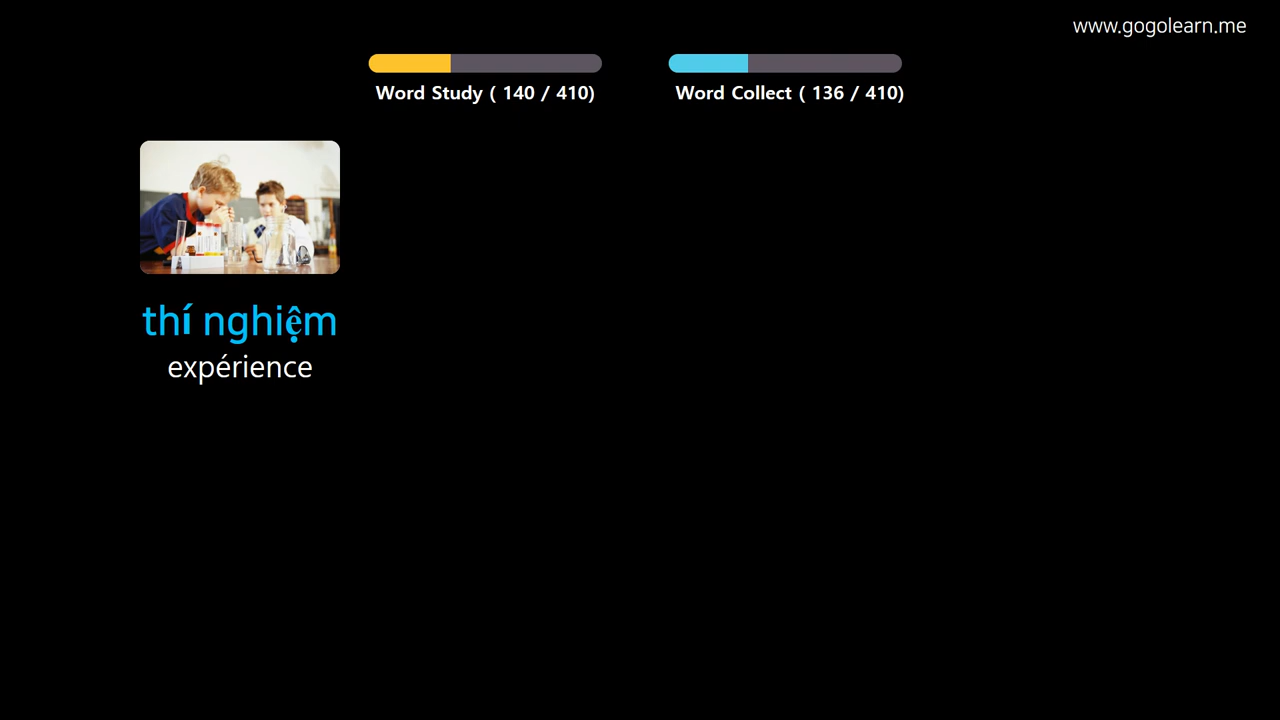 www.gogolearn.me
Word Study ( 140 / 410)
Word Collect ( 136 / 410)
thí nghiệm
expérience